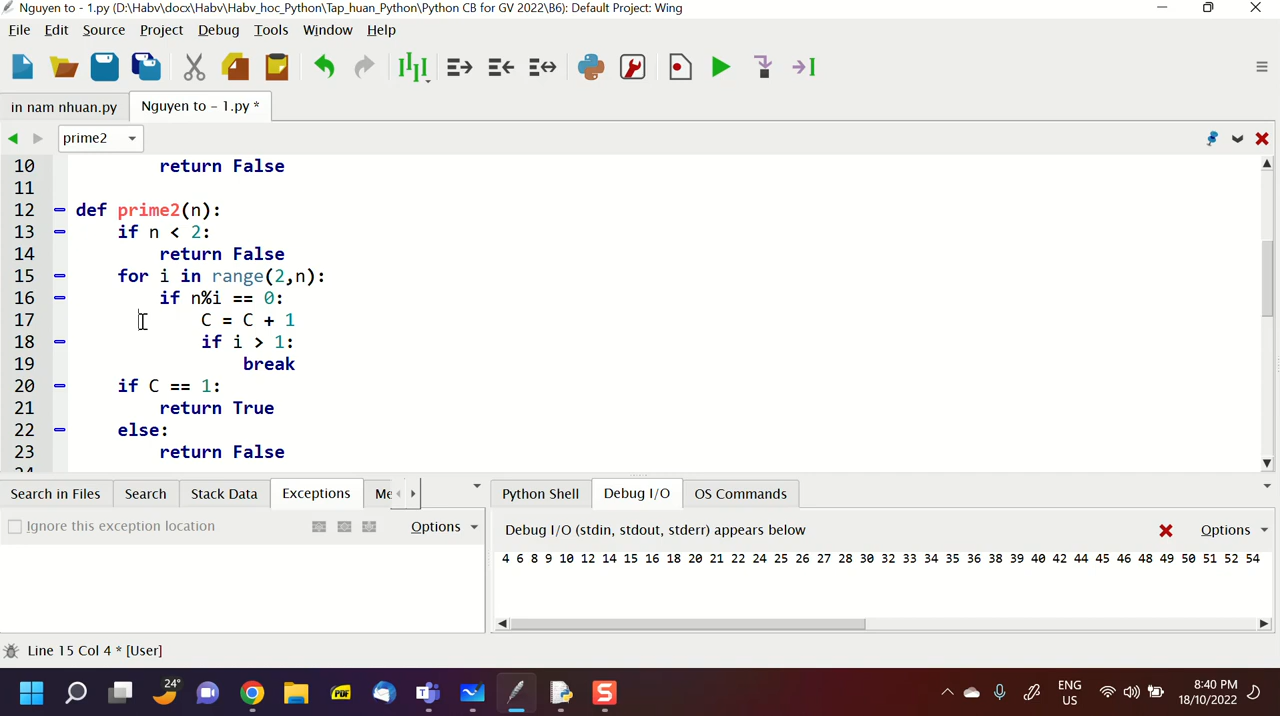 Nguyen to - 1.py (D:\Habv\docx\Habv\Habv_hoc_Python\Tap_huan_Python\Python CB for GV 2022\B6): Default Project: Wing
File Edit Source Project Debug Tools Window Help
in nam nhuan.py Nguyen to - 1.py *
prime2
10 return False
11
12 def prime2(n):
13 if n < 2:
14 return False
15 for i in range(2,n):
16 if n%i == 0:
17 C = C + 1
18 if i > 1:
19 break
20 if C == 1:
21 return True
22 else:
23 return False
Search in Files Search Stack Data Exceptions Me Python Shell Debug I/O OS Commands
Ignore this exception location Options Debug I/O (stdin, stdout, stderr) appears below Options
4 6 8 9 10 12 14 15 16 18 20 21 22 24 25 26 27 28 30 32 33 34 35 36 38 39 40 42 44 45 46 48 49 50 51 52 54
Line 15 Col 4 * [User]
24° PDF S ENG 8:40 PM
US 18/10/2022